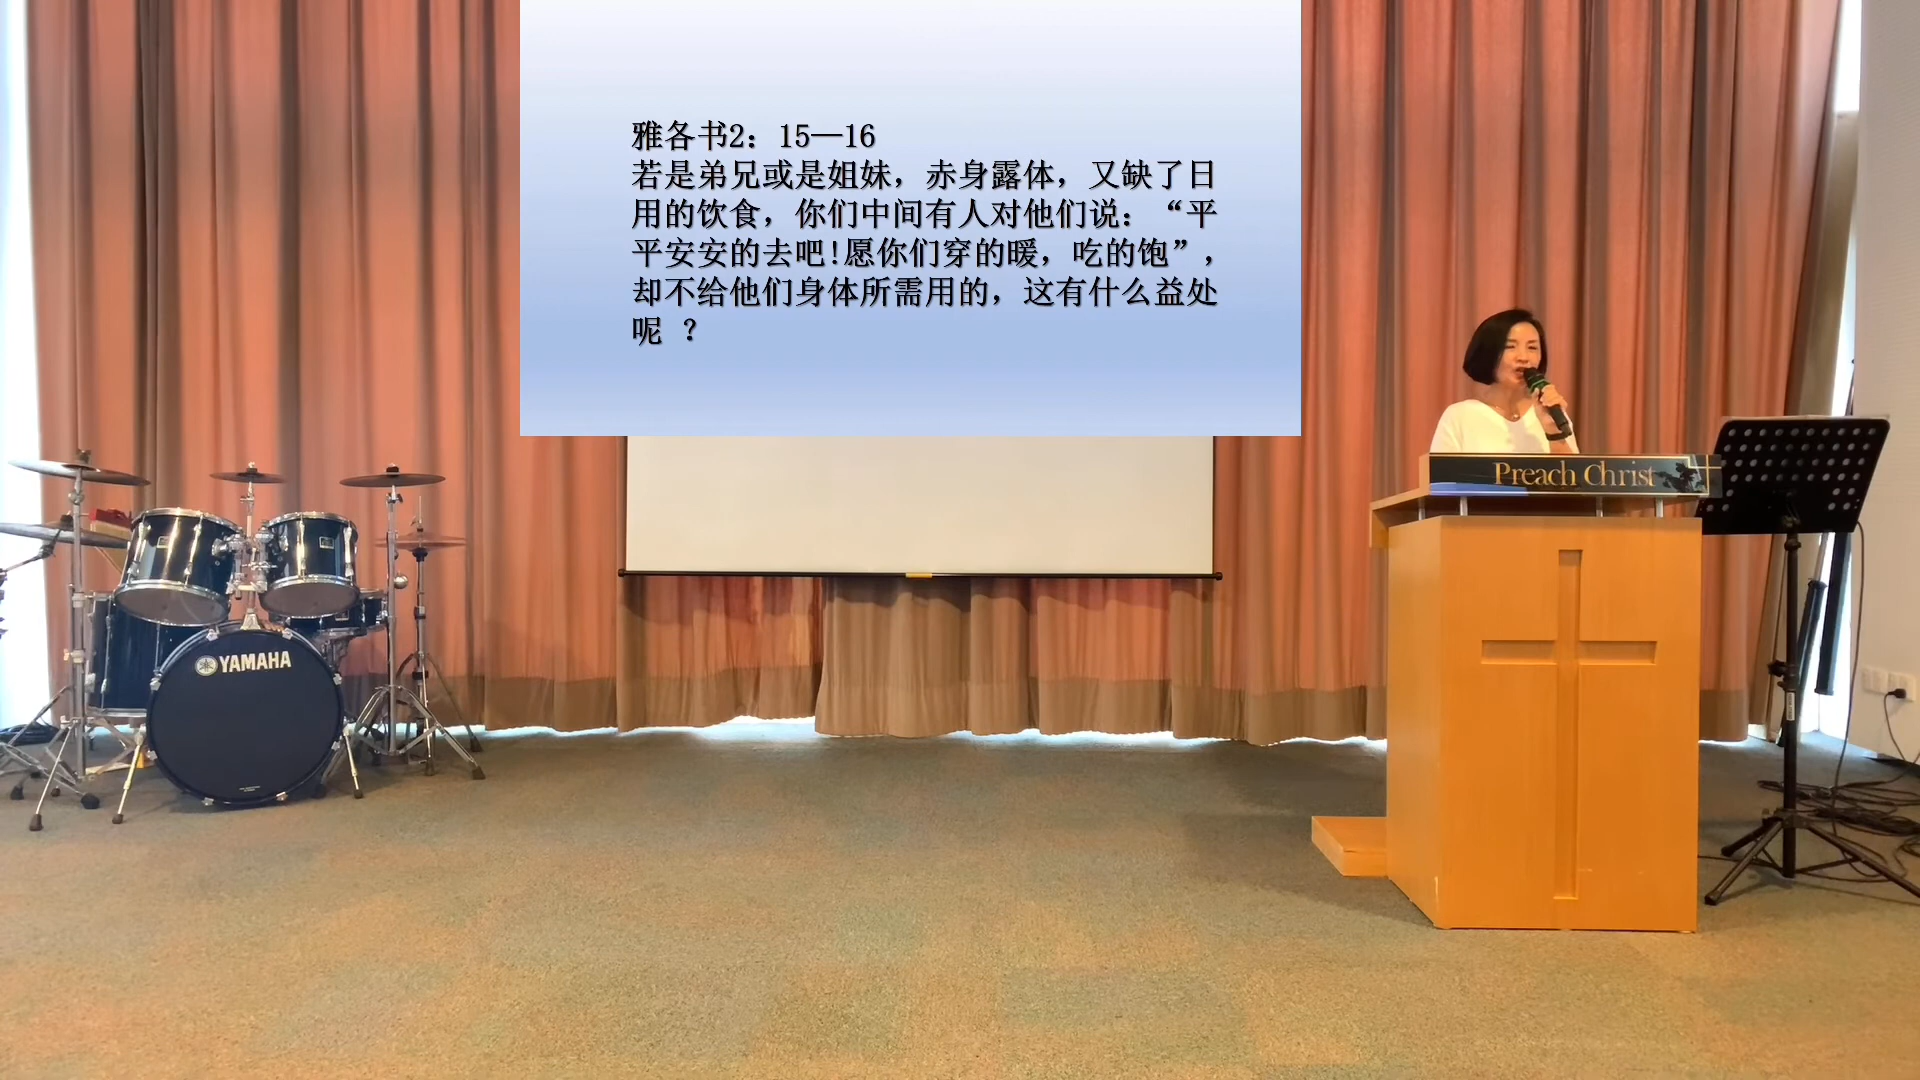 雅各书2：15—16
若是弟兄或是姐妹，赤身露体，又缺了日
用的饮食，你们中间有人对他们说：“平
平安安的去吧!愿你们穿的暖，吃的饱”，
却不给他们身体所需用的，这有什么益处
呢 ？
Preach Christ
YAMAHA